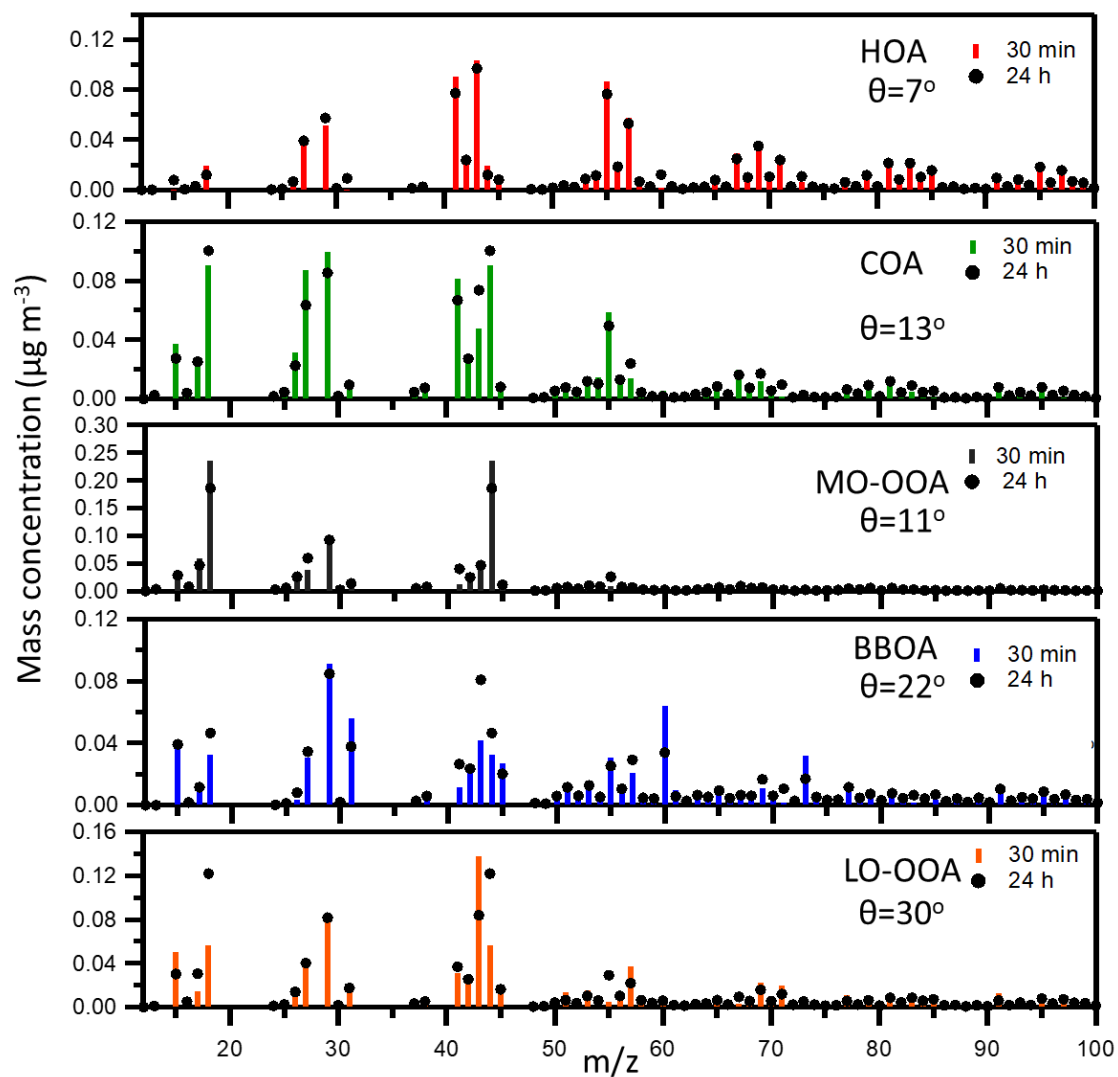 Mass concentration (µg m⁻³)
0.12
0.08
0.04
0.00
HOA
θ=7°
30 min
24 h
0.12
0.08
0.04
0.00
COA
θ=13°
30 min
24 h
0.30
0.25
0.20
0.15
0.10
0.05
0.00
MO-OOA
θ=11°
30 min
24 h
0.12
0.08
0.04
0.00
BBOA
θ=22°
30 min
24 h
0.16
0.12
0.08
0.04
0.00
LO-OOA
θ=30°
30 min
24 h
20 30 40 50 60 70 80 90 100
m/z